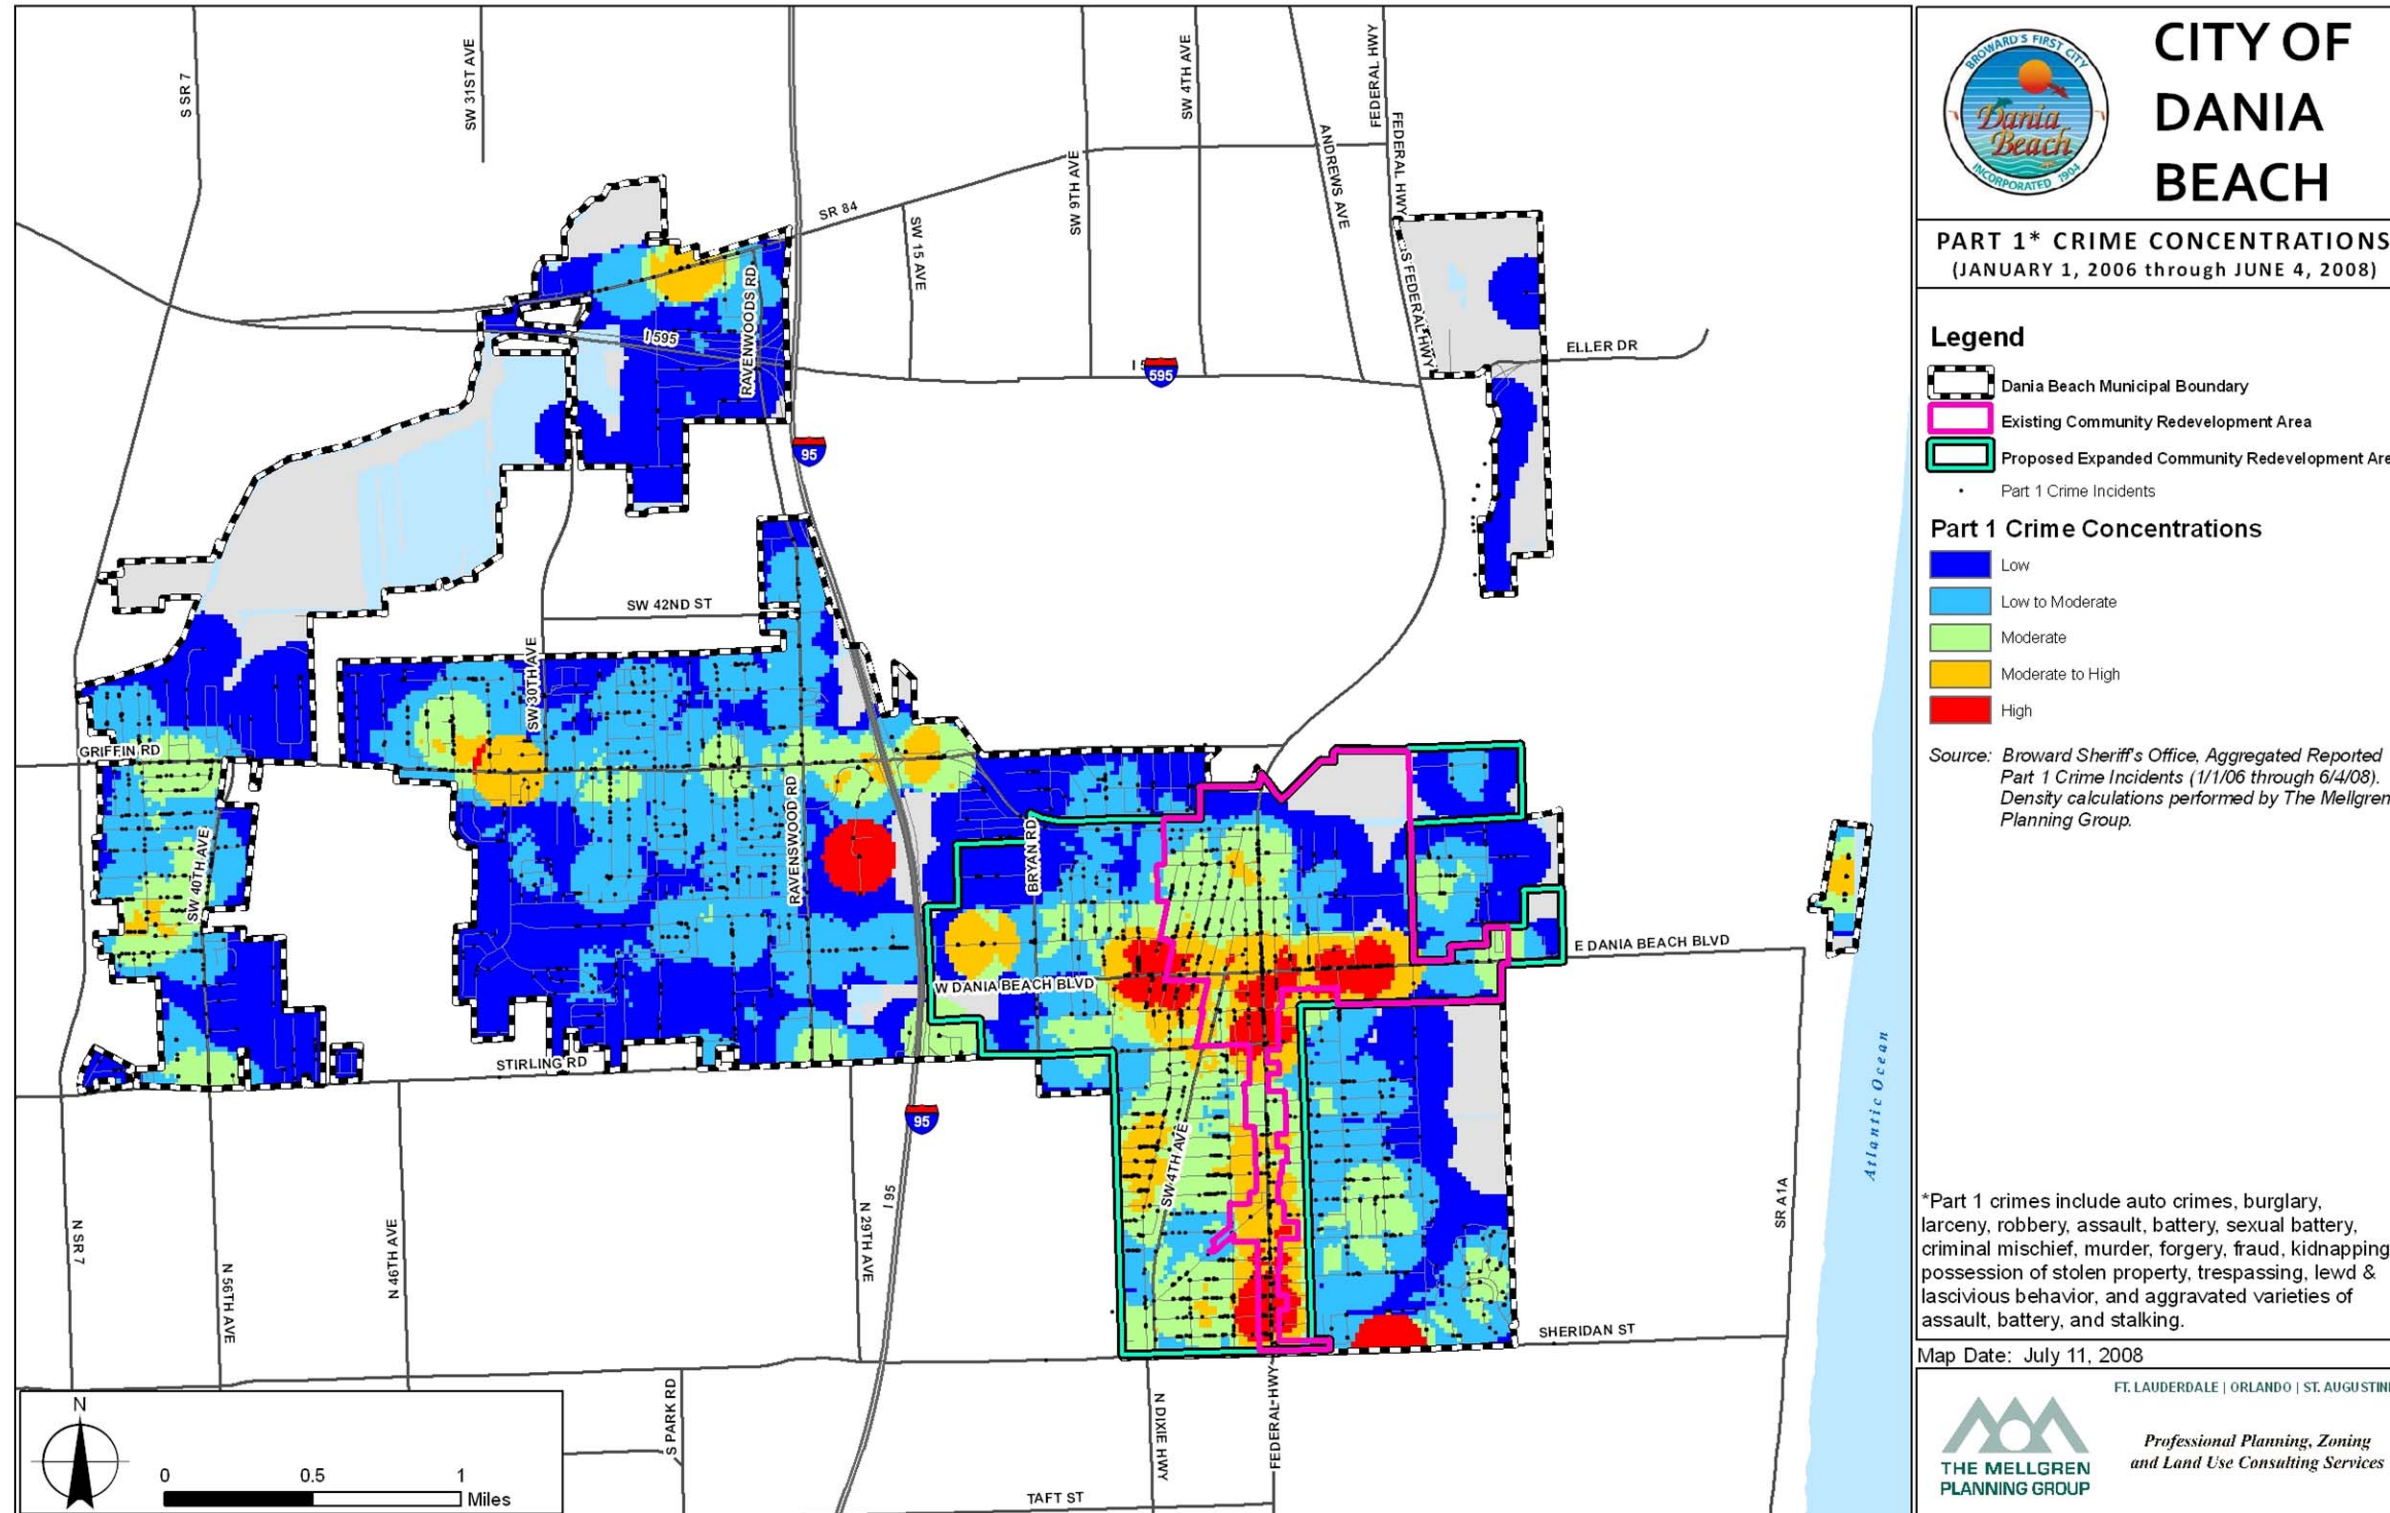 S SR 7
SW 31ST AVE
SW 9TH AVE
SW 4TH AVE
ANDREWS AVE
FEDERAL HWY
FEDERAL HWY
S FEDERAL HWY
SR 84
SW 15 AVE
RAVENWOODS RD
I 595
595
ELLER DR
95
SW 42ND ST
SW 30TH AVE
GRIFFIN RD
SW 40TH AVE
RAVENSWOOD RD
BRYAN RD
W DANIA BEACH BLVD
E DANIA BEACH BLVD
STIRLING RD
95
I 95
SW 4TH AVE
N SR 7
N 56TH AVE
N 46TH AVE
N 29TH AVE
SR A1A
Atlantic Ocean
SHERIDAN ST
S PARK RD
N DIXIE HWY
FEDERAL HWY
TAFT ST
N
0 0.5 1
Miles
BROWARD'S FIRST CITY
Dania
Beach
INCORPORATED 1904
CITY OF
DANIA
BEACH
PART 1* CRIME CONCENTRATIONS
(JANUARY 1, 2006 through JUNE 4, 2008)
Legend
Dania Beach Municipal Boundary
Existing Community Redevelopment Area
Proposed Expanded Community Redevelopment Are
Part 1 Crime Incidents
Part 1 Crime Concentrations
Low
Low to Moderate
Moderate
Moderate to High
High
Source: Broward Sheriff's Office, Aggregated Reported
Part 1 Crime Incidents (1/1/06 through 6/4/08).
Density calculations performed by The Mellgren
Planning Group.
*Part 1 crimes include auto crimes, burglary,
larceny, robbery, assault, battery, sexual battery,
criminal mischief, murder, forgery, fraud, kidnapping
possession of stolen property, trespassing, lewd &
lascivious behavior, and aggravated varieties of
assault, battery, and stalking.
Map Date: July 11, 2008
FT. LAUDERDALE | ORLANDO | ST. AUGUSTIN
THE MELLGREN
PLANNING GROUP
Professional Planning, Zoning
and Land Use Consulting Services